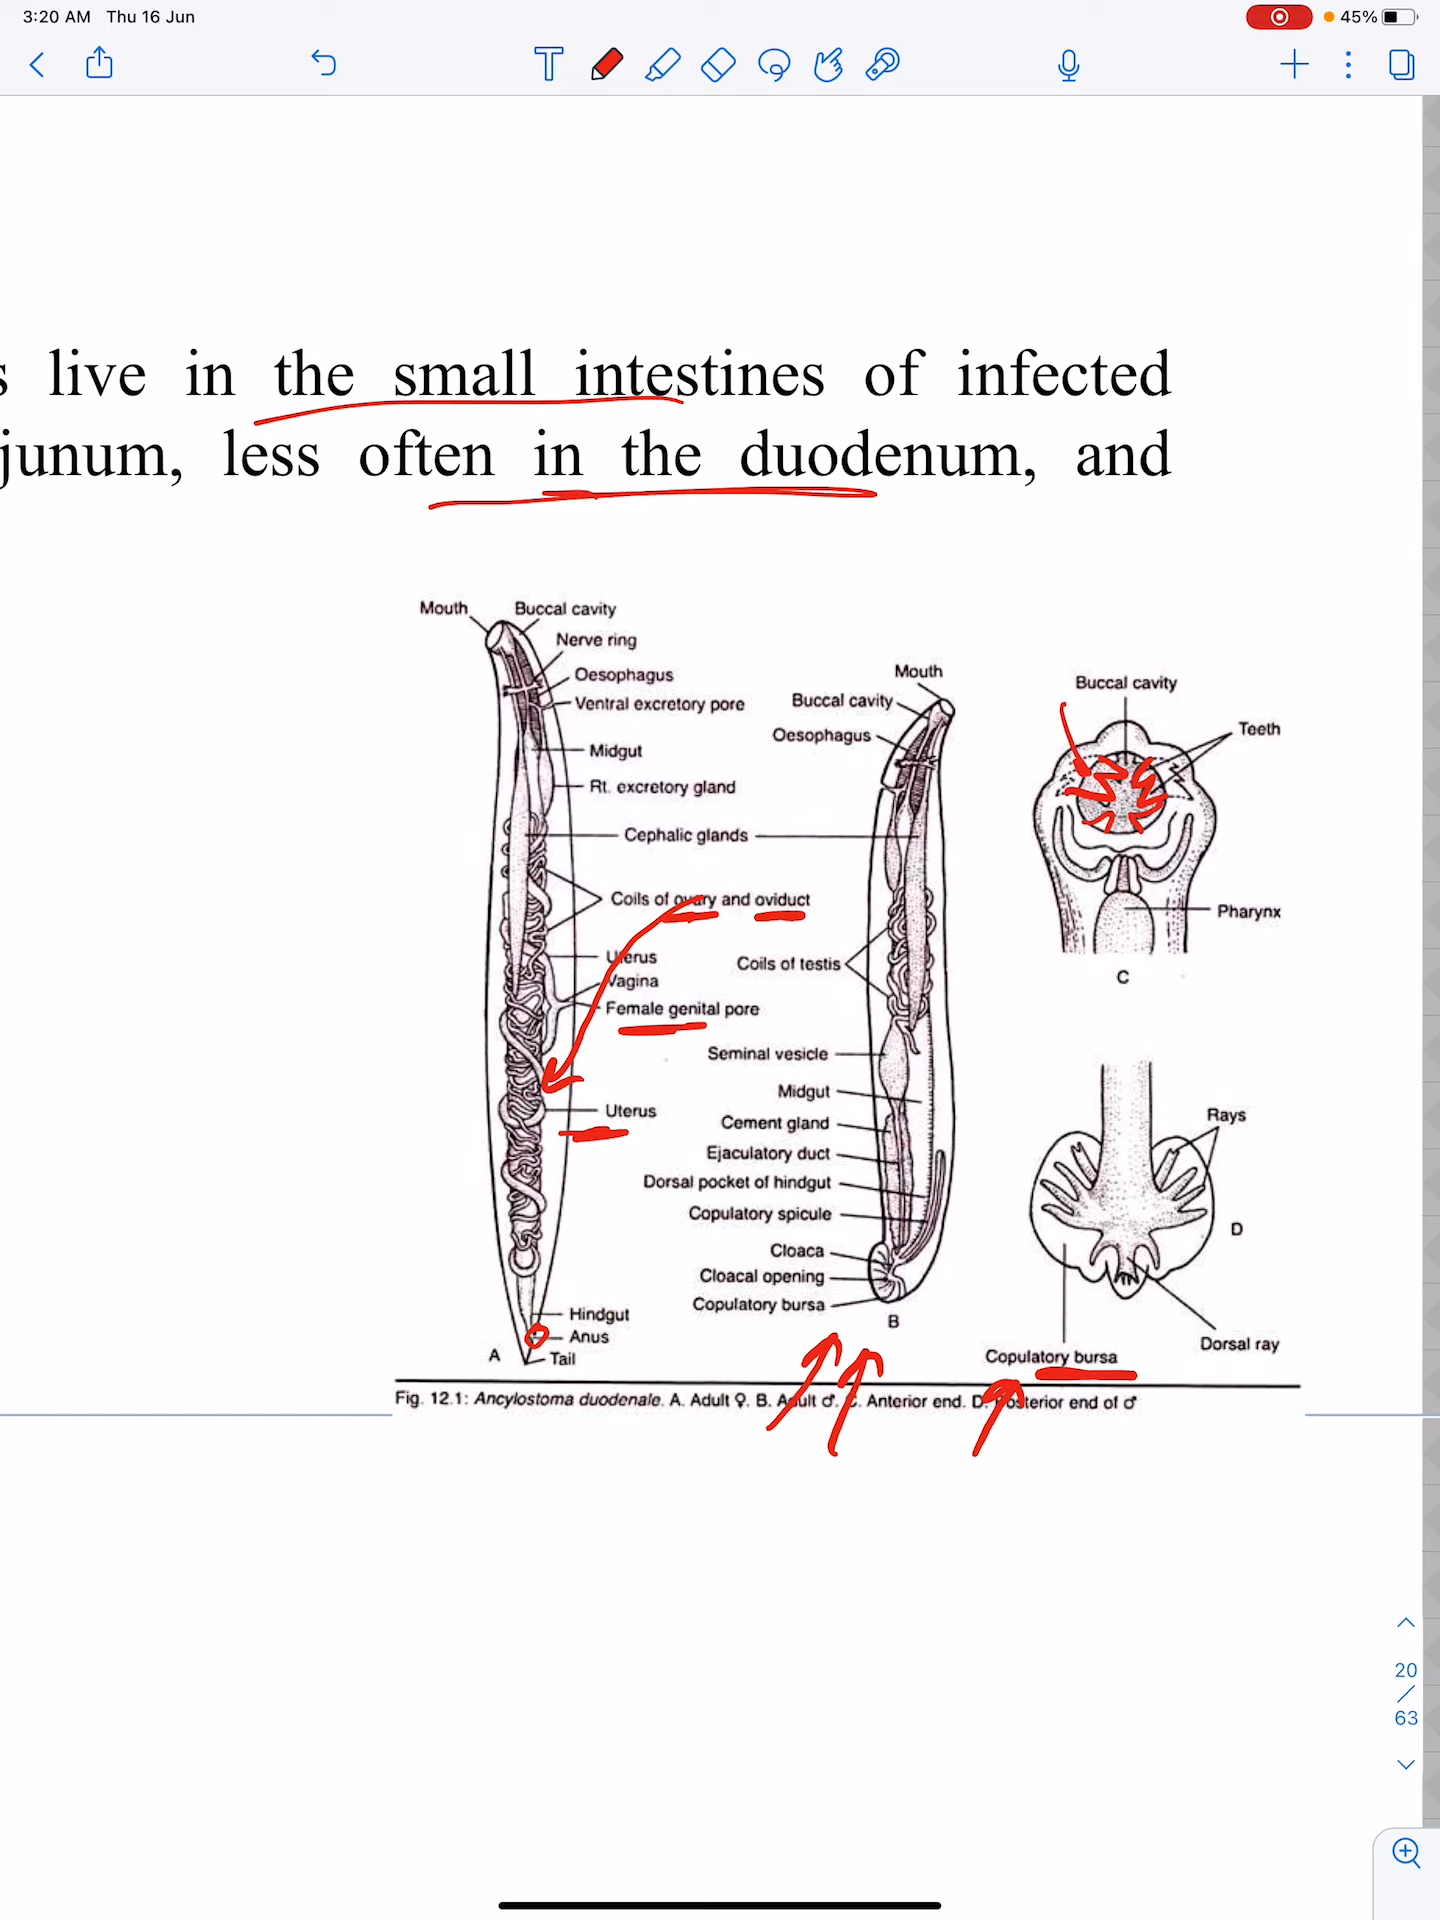 3:20 AM Thu 16 Jun
45%
s live in the small intestines of infected
junum, less often in the duodenum, and
Mouth
Buccal cavity
Nerve ring
Oesophagus
Ventral excretory pore
Midgut
Rt. excretory gland
Cephalic glands
Coils of ovary and oviduct
Uterus
Vagina
Female genital pore
Uterus
Hindgut
Anus
Tail
A
Mouth
Buccal cavity
Oesophagus
Coils of testis
Seminal vesicle
Midgut
Cement gland
Ejaculatory duct
Dorsal pocket of hindgut
Copulatory spicule
Cloaca
Cloacal opening
Copulatory bursa
B
Buccal cavity
Teeth
Pharynx
C
Rays
D
Dorsal ray
Copulatory bursa
Fig. 12.1: Ancylostoma duodenale. A. Adult ♀. B. Adult ♂. C. Anterior end. D. Posterior end of ♂
20
/
63